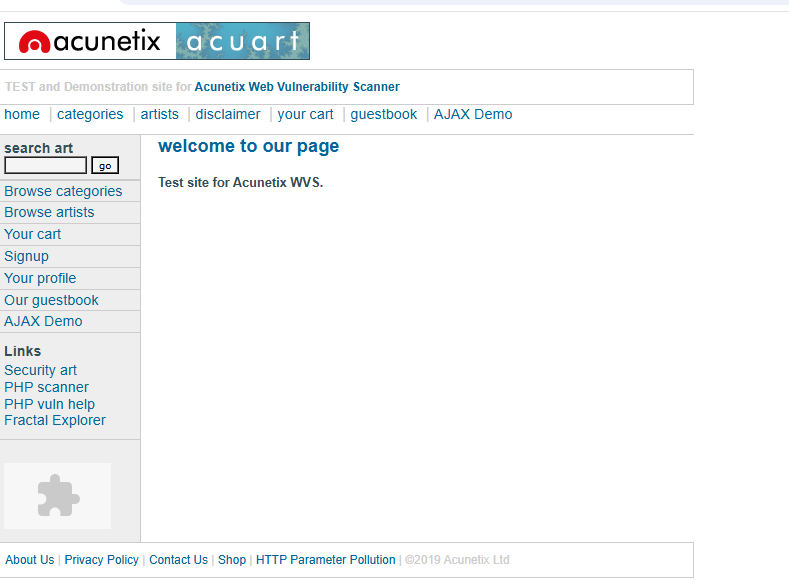 acunetix acuart
TEST and Demonstration site for Acunetix Web Vulnerability Scanner
home | categories | artists | disclaimer | your cart | guestbook | AJAX Demo
search art
go
Browse categories
Browse artists
Your cart
Signup
Your profile
Our guestbook
AJAX Demo
Links
Security art
PHP scanner
PHP vuln help
Fractal Explorer
welcome to our page
Test site for Acunetix WVS.
About Us | Privacy Policy | Contact Us | Shop | HTTP Parameter Pollution | ©2019 Acunetix Ltd